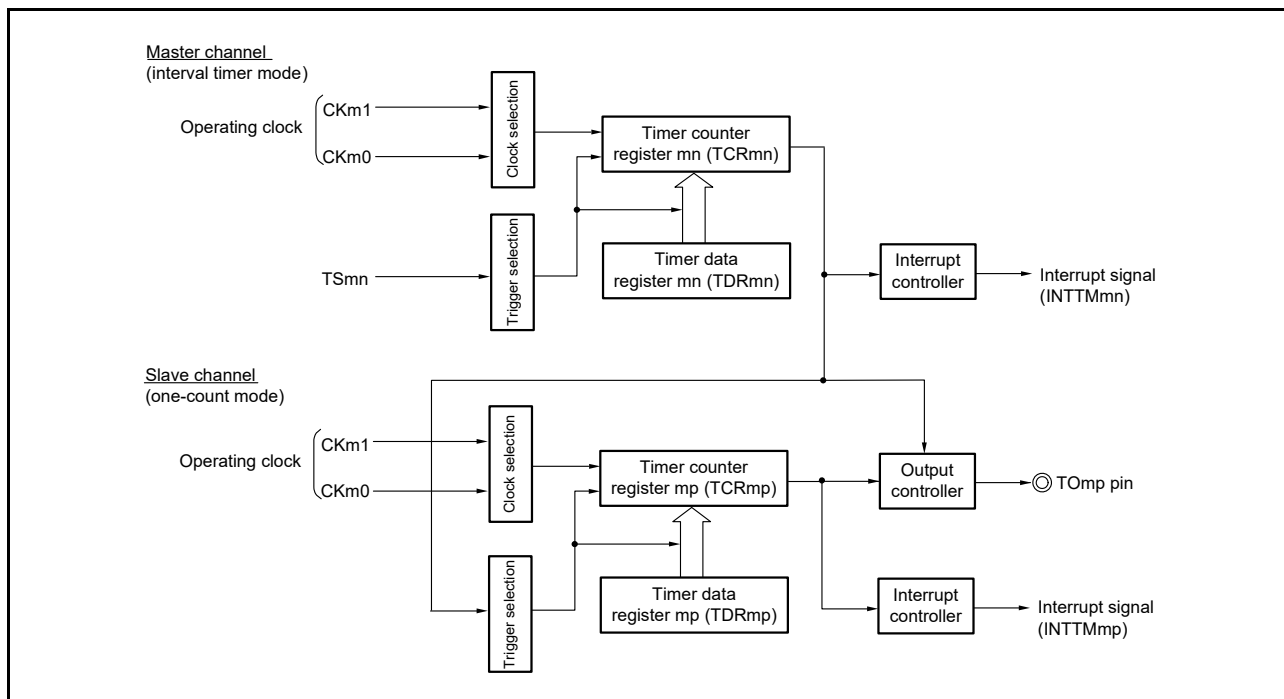 Master channel
(interval timer mode)
Operating clock
CKm1
CKm0
Clock selection
Timer counter
register mn (TCRmn)
TSmn
Trigger selection
Timer data
register mn (TDRmn)
Interrupt
controller
Interrupt signal
(INTTMmn)
Slave channel
(one-count mode)
Operating clock
CKm1
CKm0
Clock selection
Timer counter
register mp (TCRmp)
Output
controller
TOmp pin
Trigger selection
Timer data
register mp (TDRmp)
Interrupt
controller
Interrupt signal
(INTTMmp)